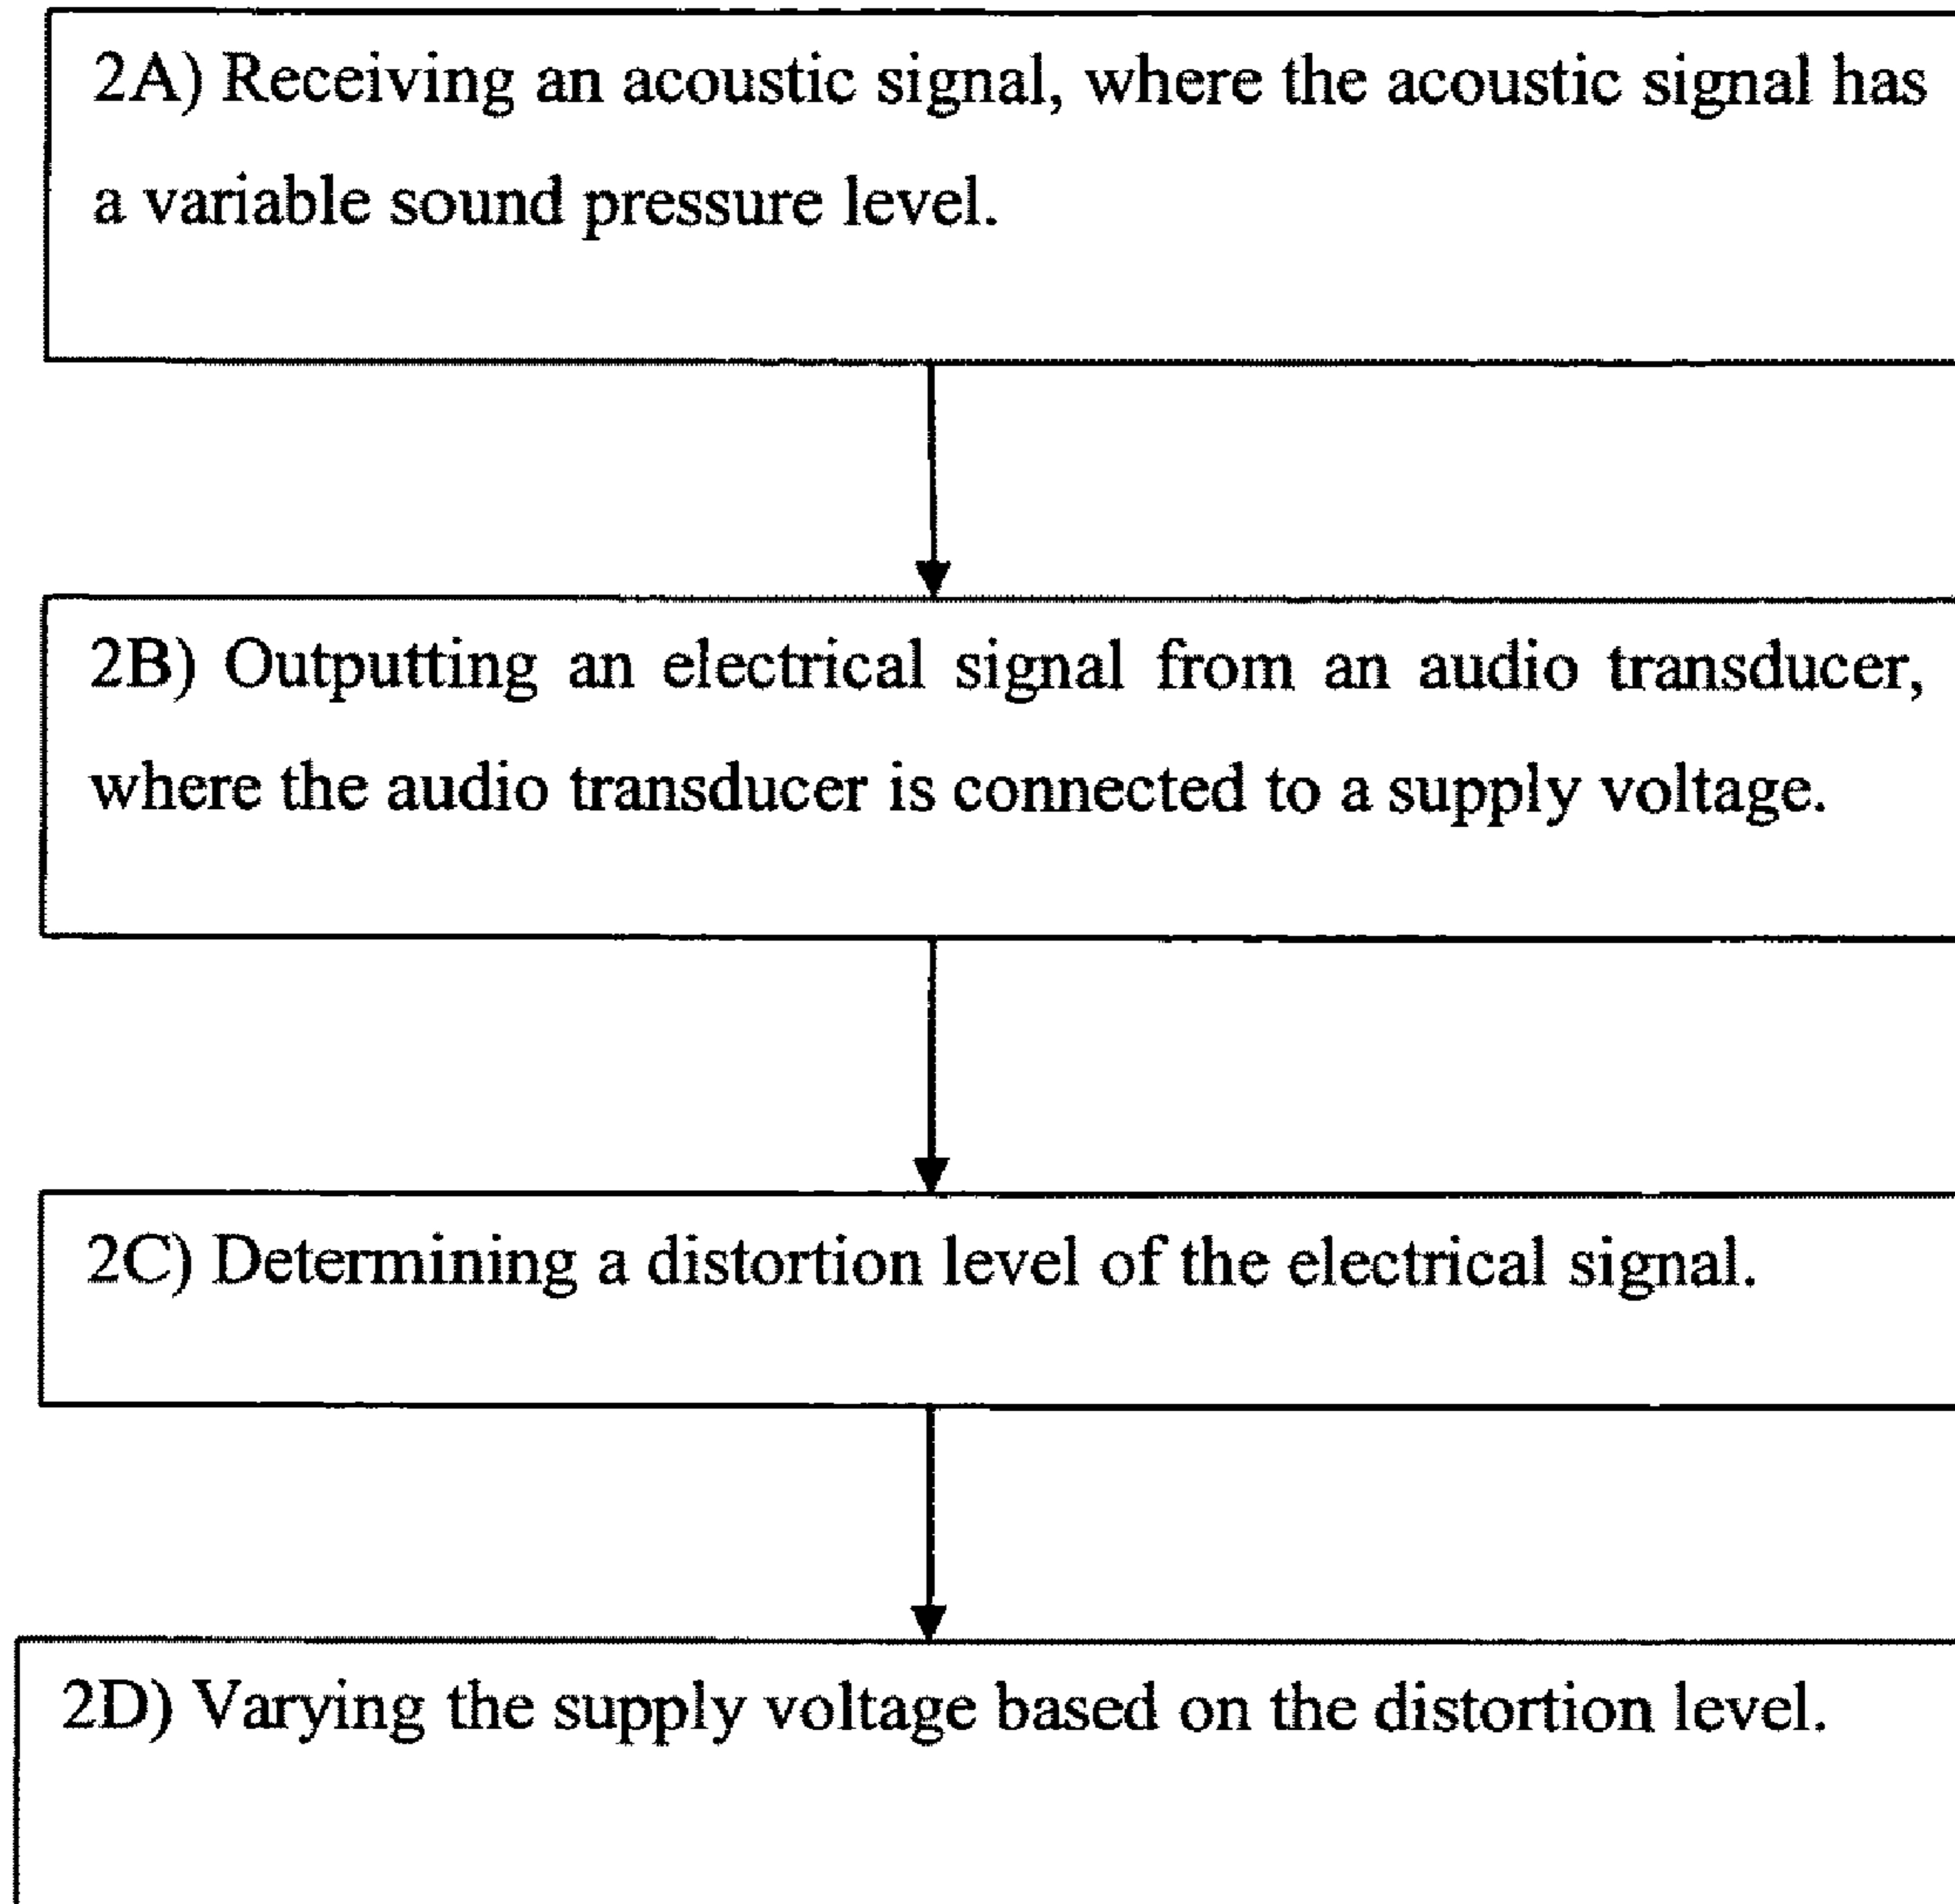 2A) Receiving an acoustic signal, where the acoustic signal has
a variable sound pressure level.
2B) Outputting an electrical signal from an audio transducer,
where the audio transducer is connected to a supply voltage.
2C) Determining a distortion level of the electrical signal.
2D) Varying the supply voltage based on the distortion level.